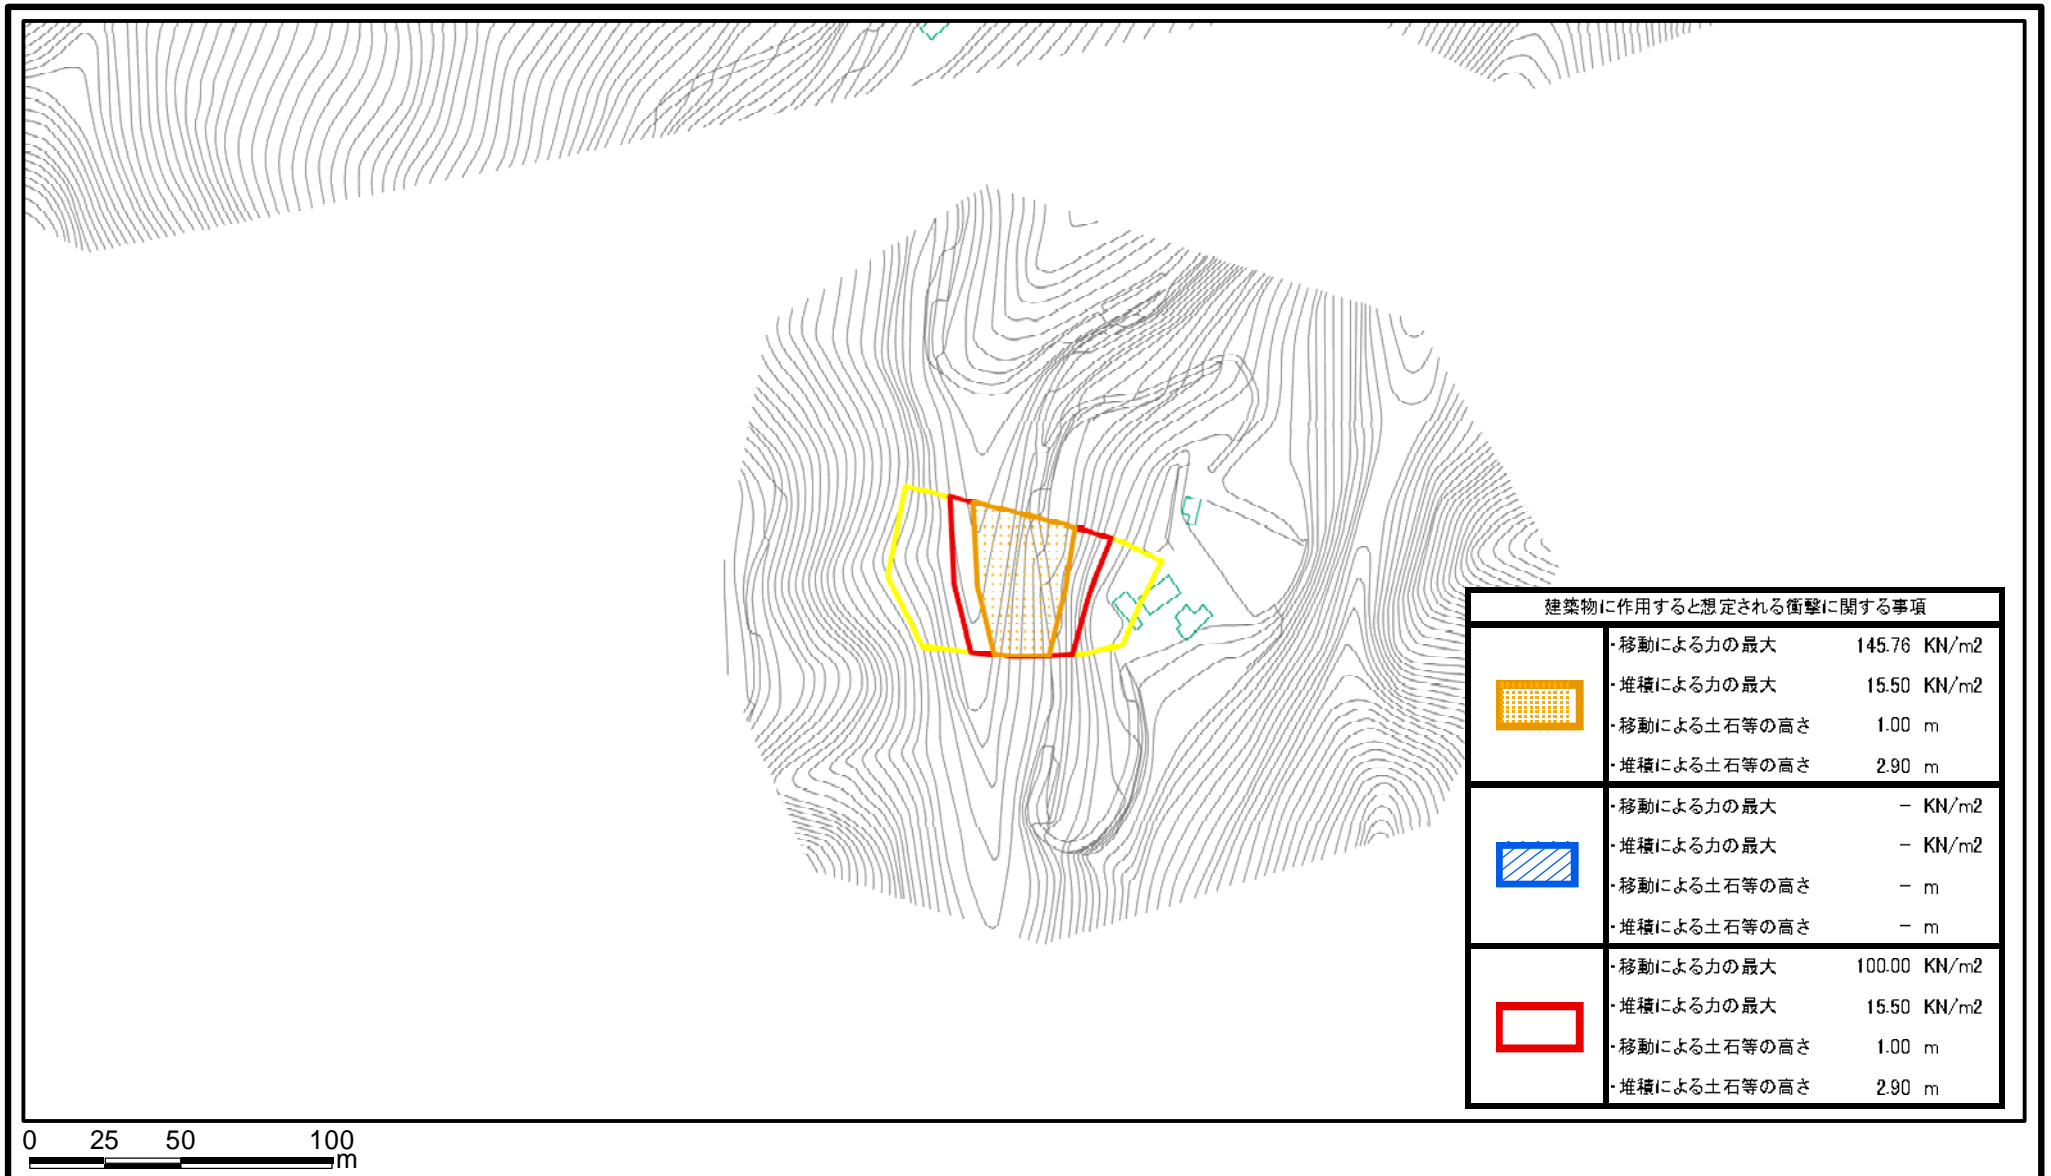 建築物に作用すると想定される衝撃に関する事項
・移動による力の最大 145.76 KN/m2
・堆積による力の最大 15.50 KN/m2
・移動による土石等の高さ 1.00 m
・堆積による土石等の高さ 2.90 m
・移動による力の最大 － KN/m2
・堆積による力の最大 － KN/m2
・移動による土石等の高さ － m
・堆積による土石等の高さ － m
・移動による力の最大 100.00 KN/m2
・堆積による力の最大 15.50 KN/m2
・移動による土石等の高さ 1.00 m
・堆積による土石等の高さ 2.90 m
0 25 50 100
m